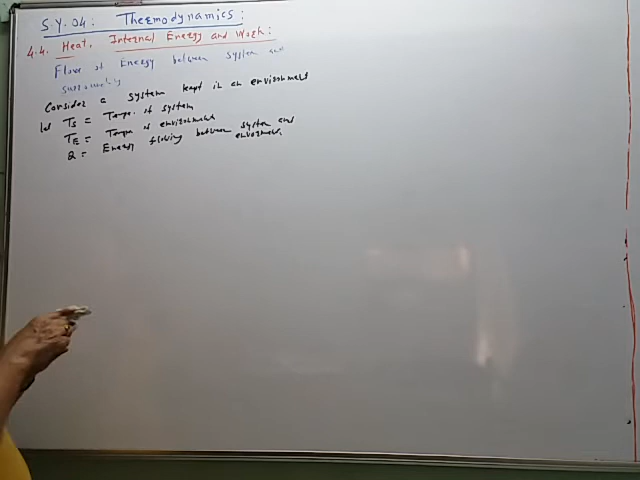 S.Y. 04: Thermodynamics:
4.4. Heat, Internal Energy and Work:
Flow of Energy between system and
surrounding
Consider a system kept in an environment
let Ts = Temp. of system
TE = Temp of environment
Q = Energy flowing between system and
environment